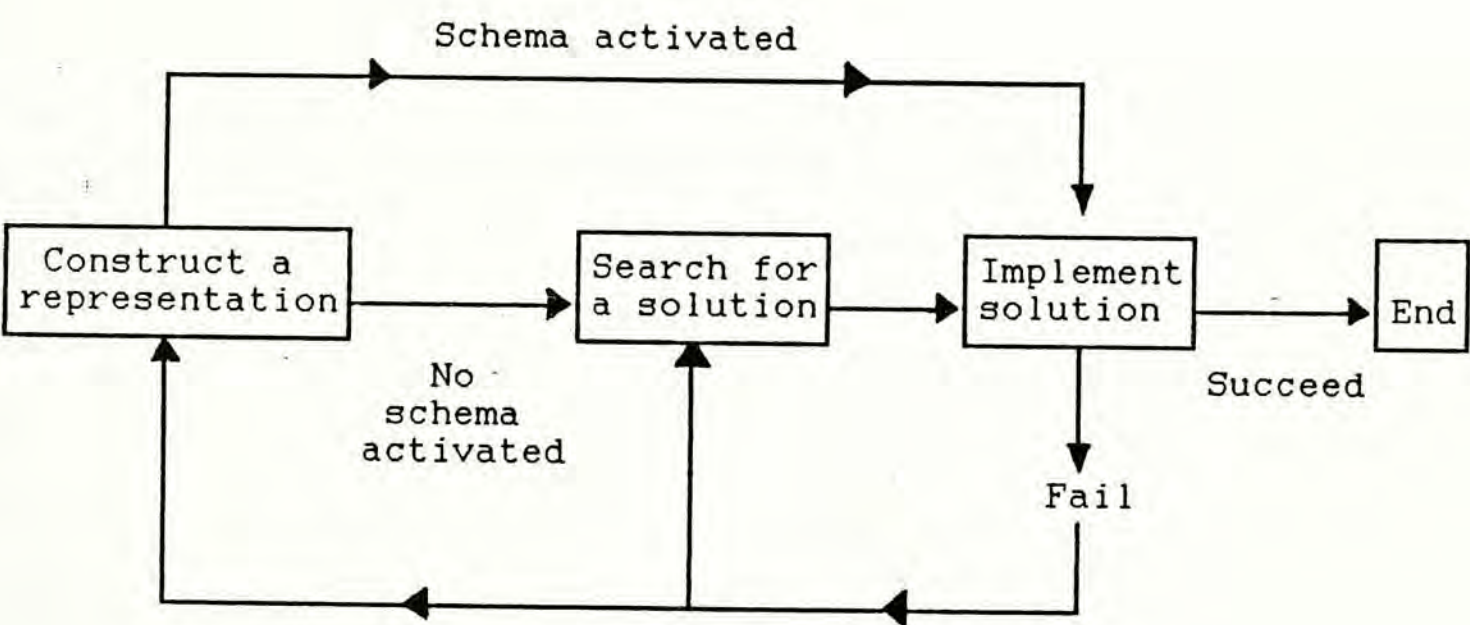 Schema activated
Construct a
representation
Search for
a solution
Implement
solution
End
No
schema
activated
Succeed
Fail